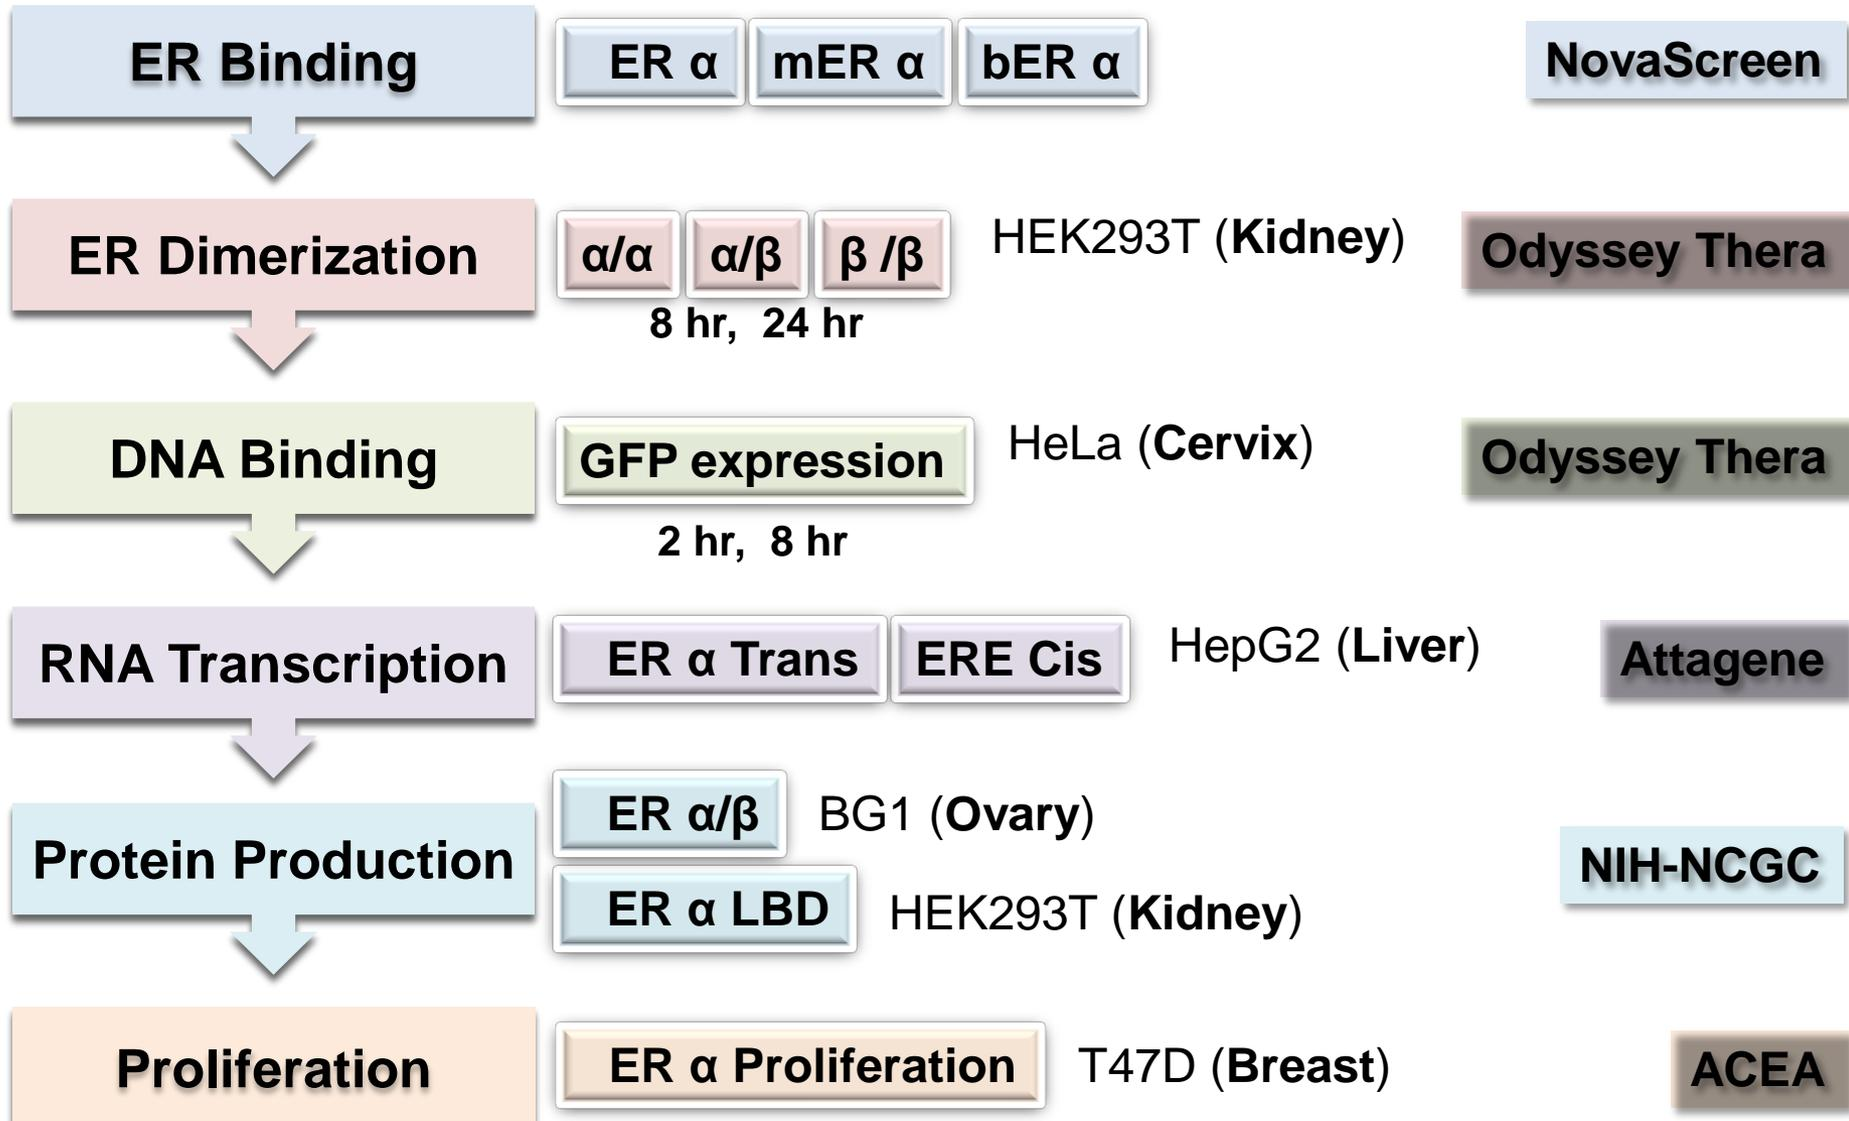 ER Binding
ER α mER α bER α
NovaScreen
ER Dimerization
α/α α/β β /β
HEK293T (Kidney)
Odyssey Thera
8 hr, 24 hr
DNA Binding
GFP expression
HeLa (Cervix)
Odyssey Thera
2 hr, 8 hr
RNA Transcription
ER α Trans ERE Cis
HepG2 (Liver)
Attagene
Protein Production
ER α/β
BG1 (Ovary)
ER α LBD
HEK293T (Kidney)
NIH-NCGC
Proliferation
ER α Proliferation
T47D (Breast)
ACEA